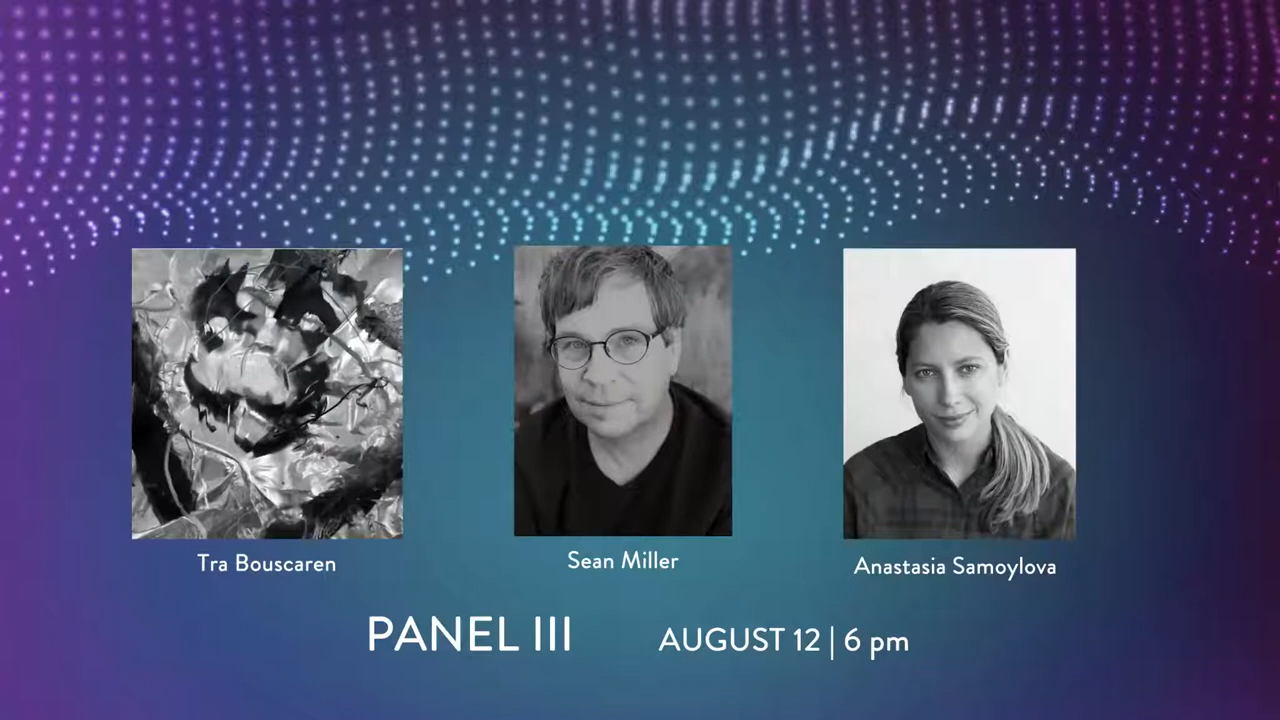 Tra Bouscaren
Sean Miller
Anastasia Samoylova
PANEL III
AUGUST 12 | 6 pm